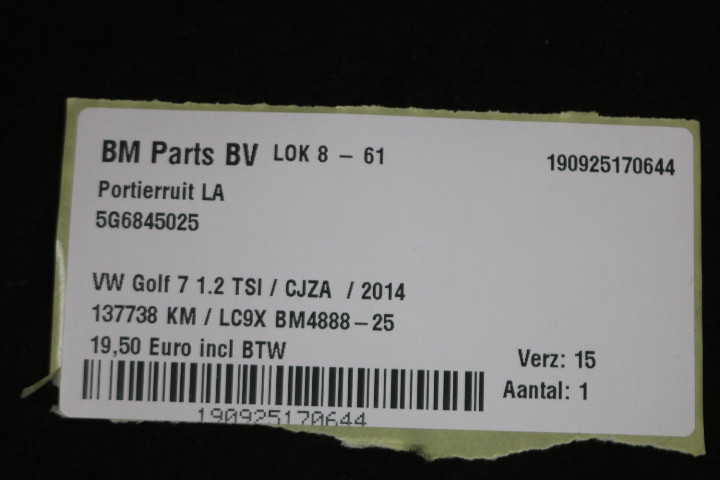 BM Parts BV LOK 8 – 61 190925170644
Portierruit LA
5G6845025
VW Golf 7 1.2 TSI / CJZA / 2014
137738 KM / LC9X BM4888–25
19,50 Euro incl BTW
Verz: 15
Aantal: 1
190925170644